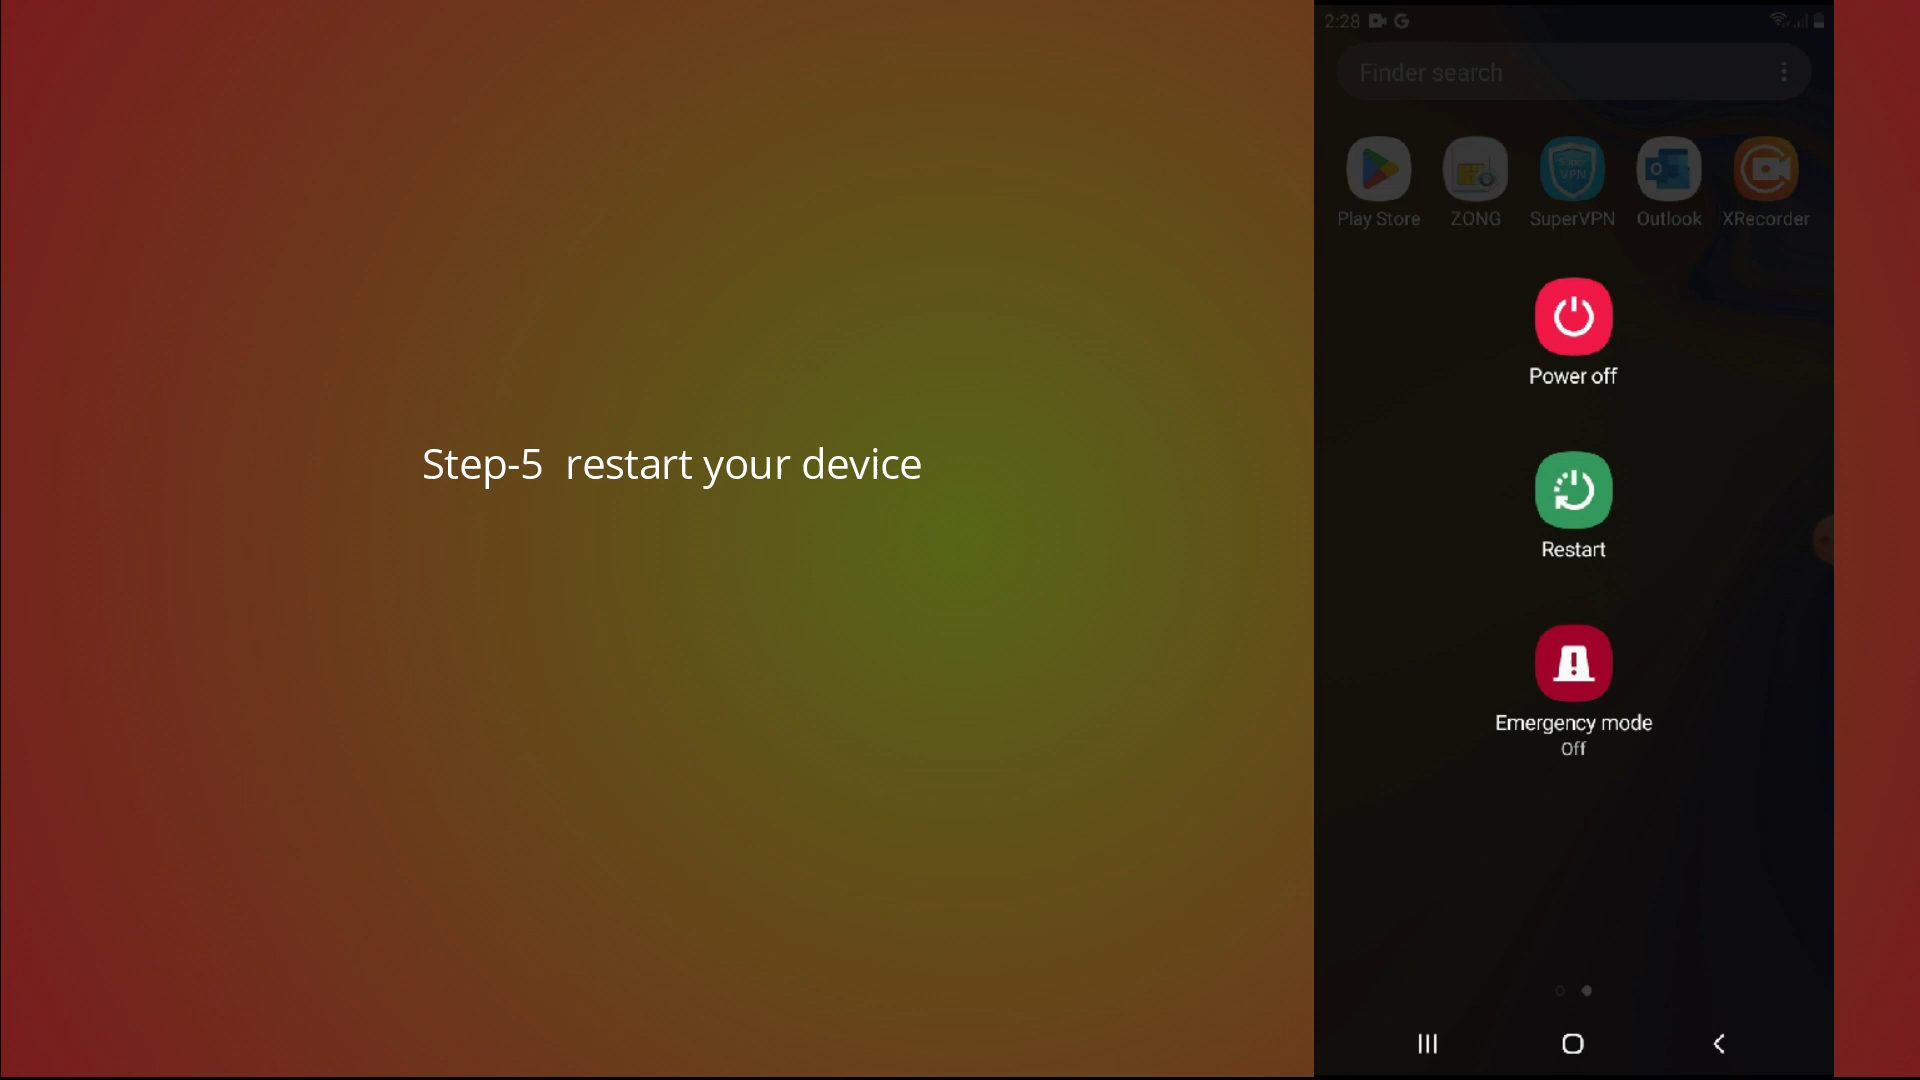 2:28
Finder search
Play Store ZONG SuperVPN Outlook XRecorder
Power off
Step-5  restart your device
Restart
Emergency mode
Off